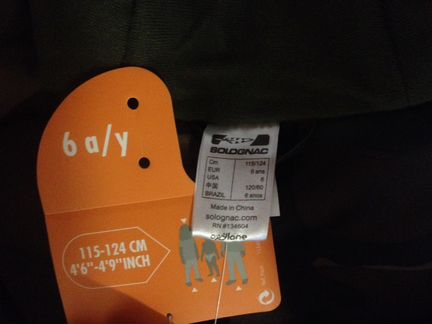 6 a/y
115-124 CM
4'6"-4'9"INCH
SOLOGNAC
Cm 115/124
EUR 6 ans
USA 6
中国 120/60
BRAZIL 6 anos
Made in China
solognac.com
RN #134604
oxylane